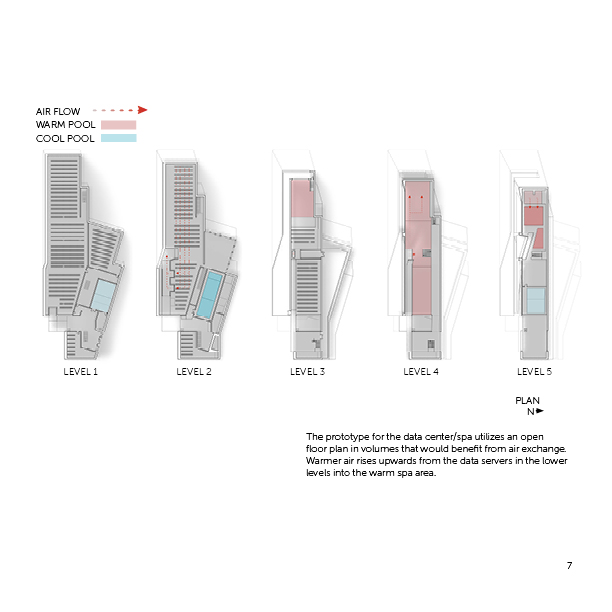 AIR FLOW
WARM POOL
COOL POOL
LEVEL 1
LEVEL 2
LEVEL 3
LEVEL 4
LEVEL 5
PLAN
N
The prototype for the data center/spa utilizes an open
floor plan in volumes that would benefit from air exchange.
Warmer air rises upwards from the data servers in the lower
levels into the warm spa area.
7